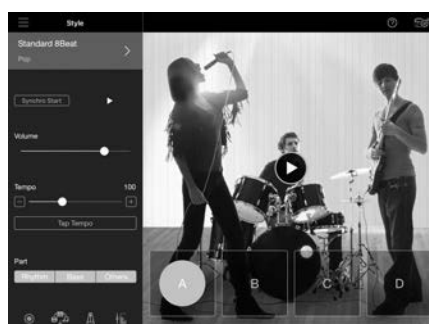 Style
Standard 8Beat
Pop
Synchro Start
Volume
Tempo 100
Tap Tempo
Part
Rhythm Bass Others
A B C D